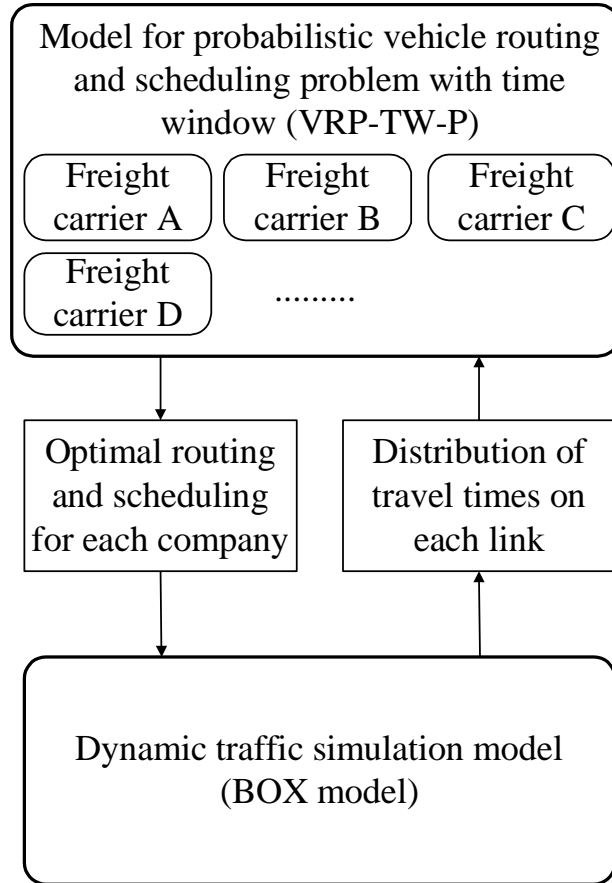 Model for probabilistic vehicle routing
and scheduling problem with time
window (VRP-TW-P)
Freight
carrier A
Freight
carrier B
Freight
carrier C
Freight
carrier D
.........
Optimal routing
and scheduling
for each company
Distribution of
travel times on
each link
Dynamic traffic simulation model
(BOX model)